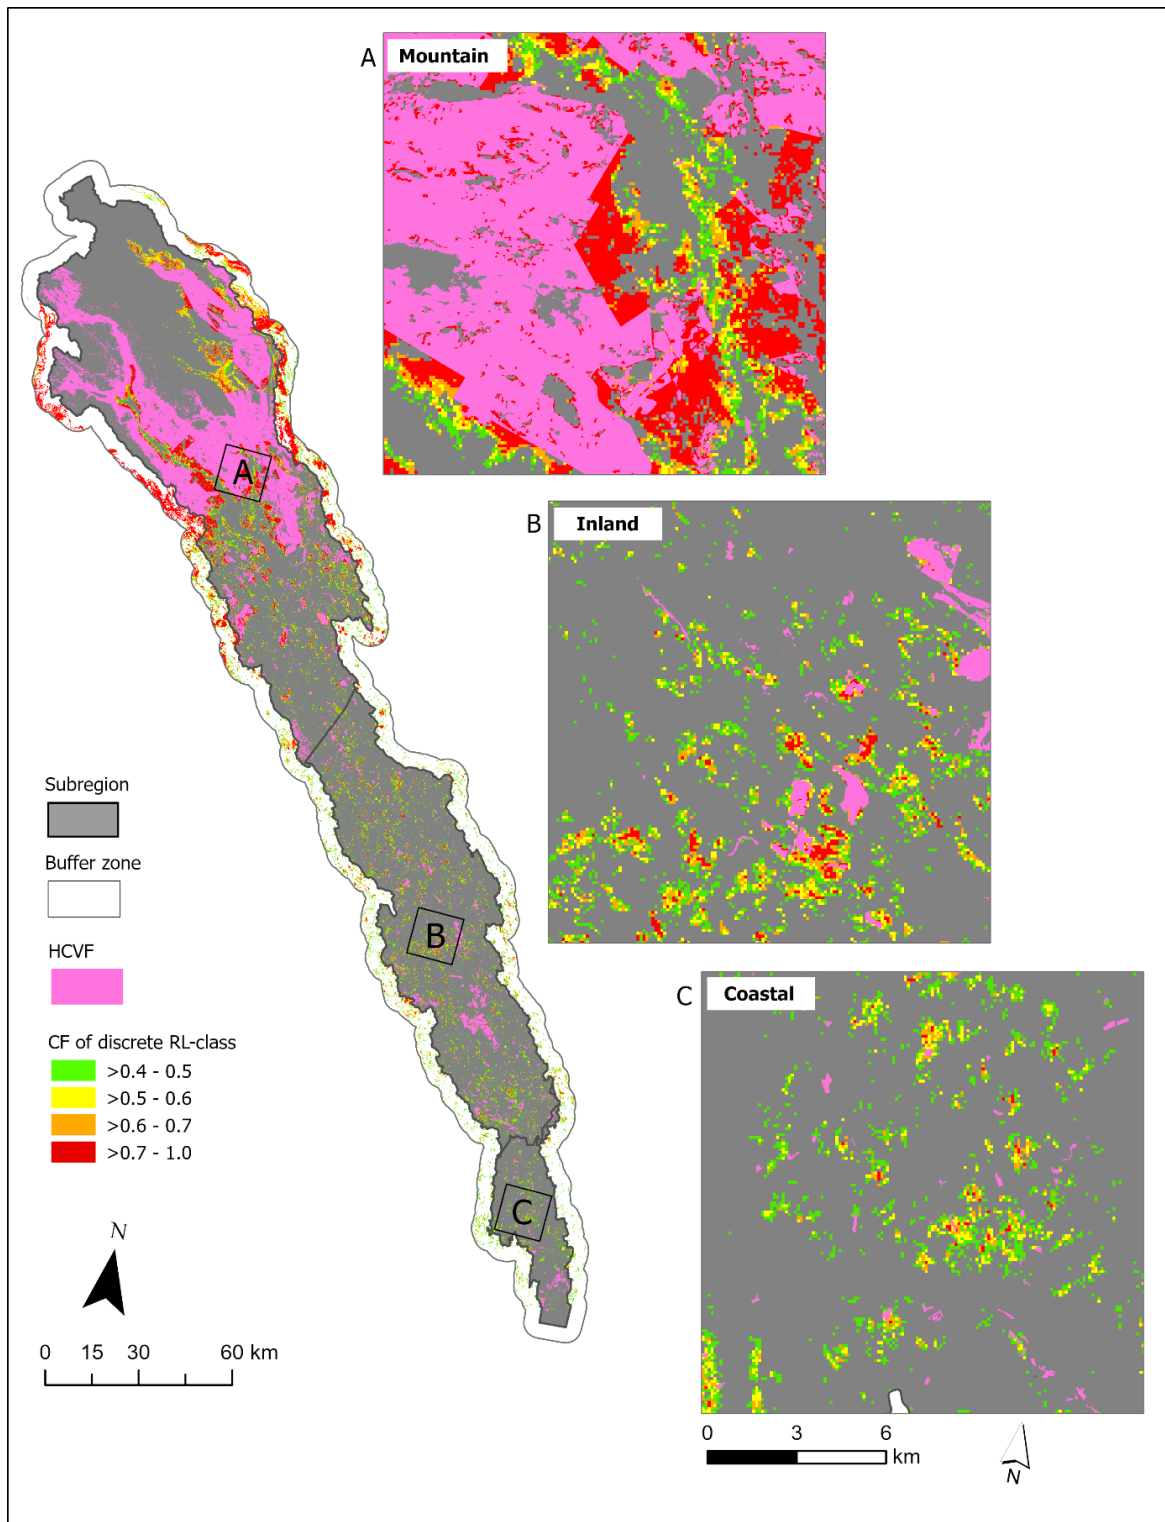 A Mountain
B Inland
C Coastal
A
B
C
Subregion
Buffer zone
HCVF
CF of discrete RL-class
>0.4 - 0.5
>0.5 - 0.6
>0.6 - 0.7
>0.7 - 1.0
N
0 15 30 60 km
0 3 6
km
N